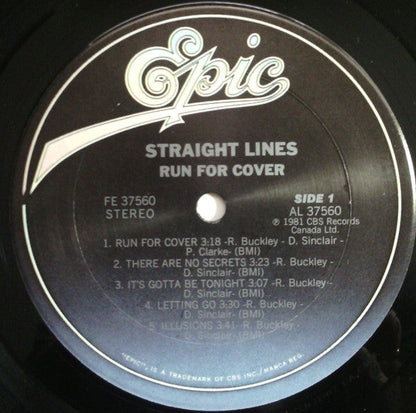 Epic
STRAIGHT LINES
RUN FOR COVER
FE 37560
STEREO
SIDE 1
AL 37560
℗ 1981 CBS Records
Canada Ltd.
1. RUN FOR COVER 3:18 -R. Buckley - D. Sinclair -
P. Clarke- (BMI)
2. THERE ARE NO SECRETS 3:23 -R. Buckley -
D. Sinclair- (BMI)
3. IT'S GOTTA BE TONIGHT 3:07 -R. Buckley -
D. Sinclair- (BMI)
4. LETTING GO 3:30 -R. Buckley -
D. Sinclair- (BMI)
5. ILLUSIONS 3:41 -R. Buckley -
D. Sinclair- (BMI)
"EPIC", IS A TRADEMARK OF CBS INC./MARCA REG.